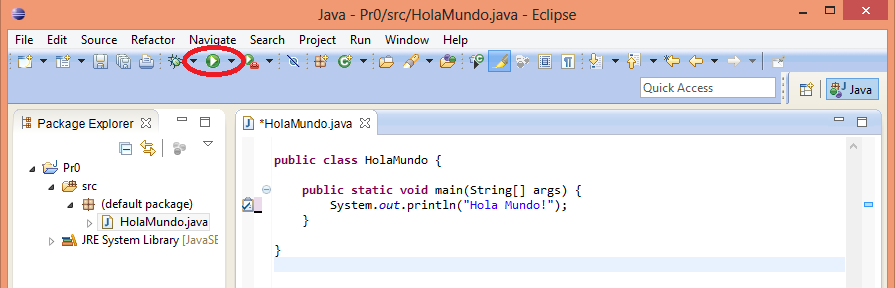 Java - Pr0/src/HolaMundo.java - Eclipse
File Edit Source Refactor Navigate Search Project Run Window Help
Quick Access
Java
Package Explorer
*HolaMundo.java
Pr0
src
(default package)
HolaMundo.java
JRE System Library [JavaSE
public class HolaMundo {
public static void main(String[] args) {
System.out.println("Hola Mundo!");
}
}